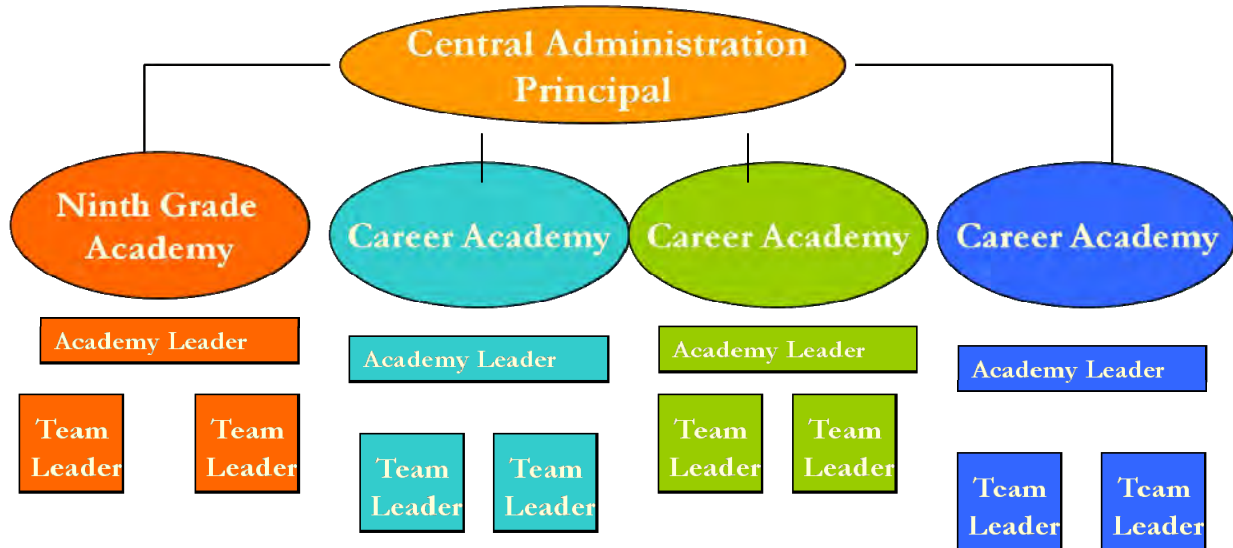 Central Administration
Principal
Ninth Grade
Academy
Career Academy
Career Academy
Career Academy
Academy Leader
Academy Leader
Academy Leader
Academy Leader
Team
Leader
Team
Leader
Team
Leader
Team
Leader
Team
Leader
Team
Leader
Team
Leader
Team
Leader